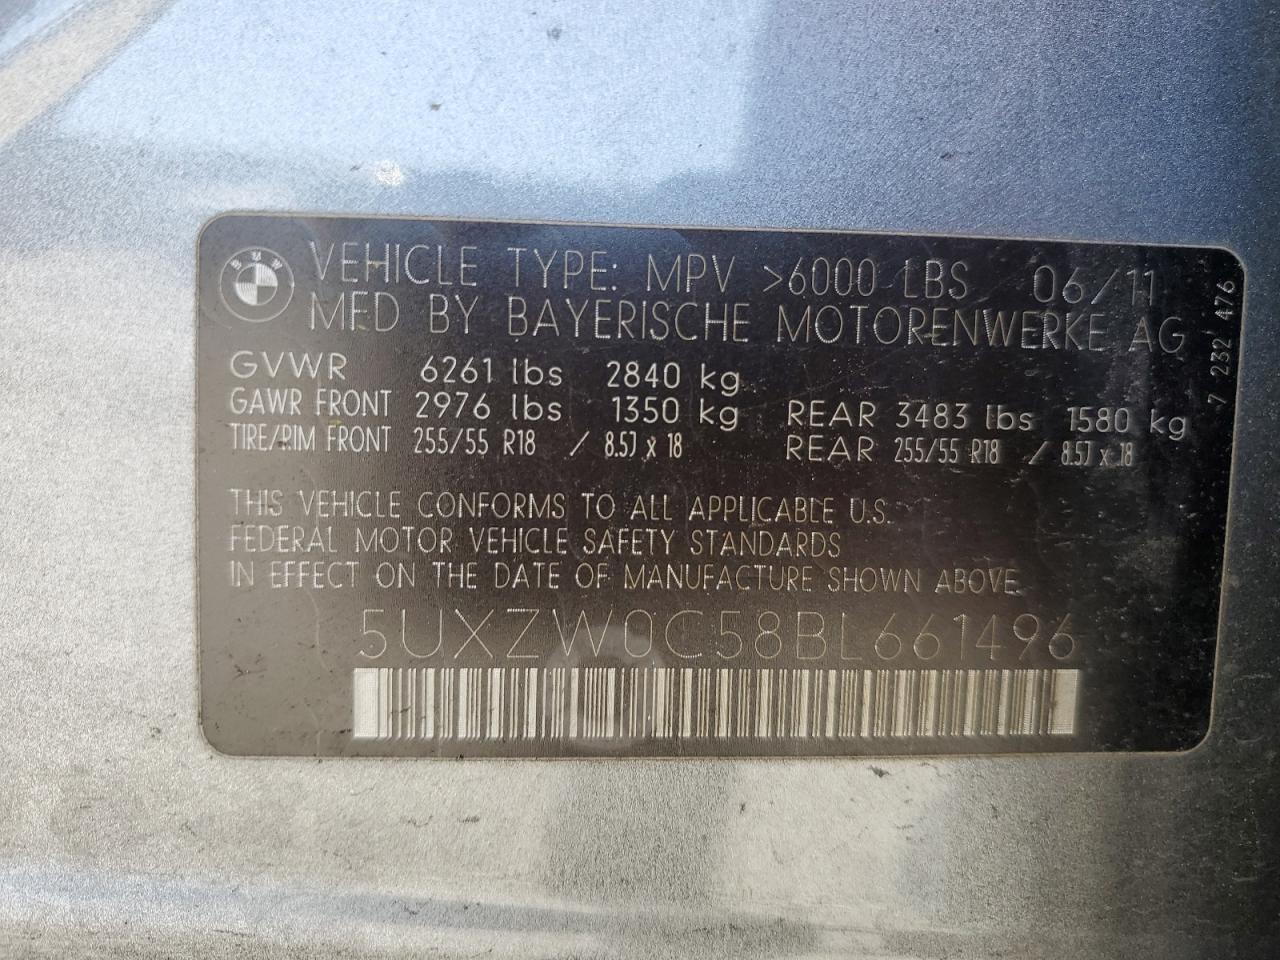 BMW
VEHICLE TYPE: MPV >6000 LBS 06/11
MFD BY BAYERISCHE MOTORENWERKE AG
GVWR 6261 lbs 2840 kg
GAWR FRONT 2976 lbs 1350 kg REAR 3483 lbs 1580 kg
TIRE/RIM FRONT 255/55 R18 / 8.5J x 18 REAR 255/55 R18 / 8.5J x 18
THIS VEHICLE CONFORMS TO ALL APPLICABLE U.S.
FEDERAL MOTOR VEHICLE SAFETY STANDARDS
IN EFFECT ON THE DATE OF MANUFACTURE SHOWN ABOVE.
5UXZW0C58BL661496
7 232 476